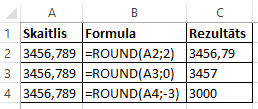 A B C
1 Skaitlis Formula Rezultāts
2 3456,789 =ROUND(A2;2) 3456,79
3 3456,789 =ROUND(A3;0) 3457
4 3456,789 =ROUND(A4;-3) 3000